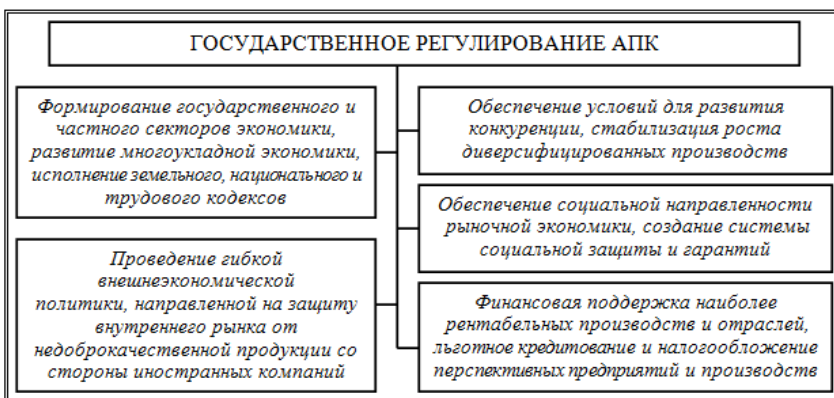 ГОСУДАРСТВЕННОЕ РЕГУЛИРОВАНИЕ АПК
Формирование государственного и
частного секторов экономики,
развитие многоукладной экономики,
исполнение земельного, национального и
трудового кодексов
Проведение гибкой
внешнеэкономической
политики, направленной на защиту
внутреннего рынка от
недоброкачественной продукции со
стороны иностранных компаний
Обеспечение условий для развития
конкуренции, стабилизация роста
диверсифицированных производств
Обеспечение социальной направленности
рыночной экономики, создание системы
социальной защиты и гарантий
Финансовая поддержка наиболее
рентабельных производств и отраслей,
льготное кредитование и налогообложение
перспективных предприятий и производств